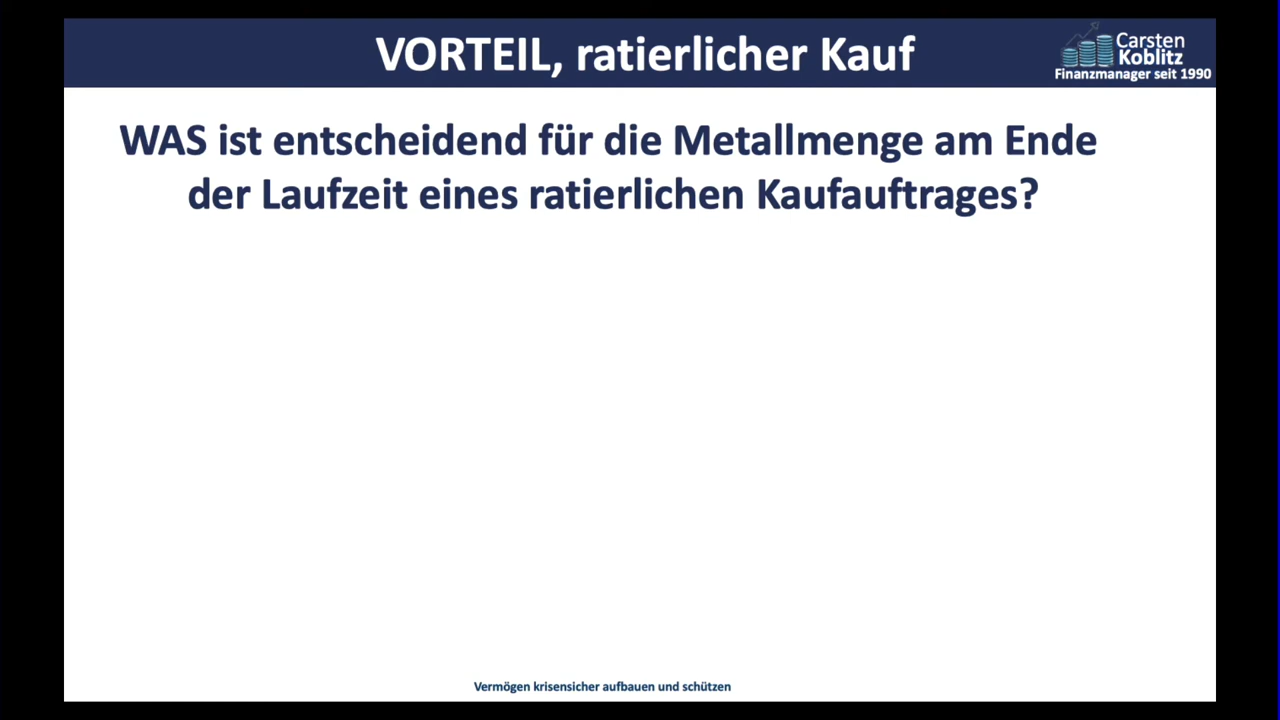 VORTEIL, ratierlicher Kauf
Carsten
Koblitz
Finanzmanager seit 1990
WAS ist entscheidend für die Metallmenge am Ende
der Laufzeit eines ratierlichen Kaufauftrages?
Vermögen krisensicher aufbauen und schützen